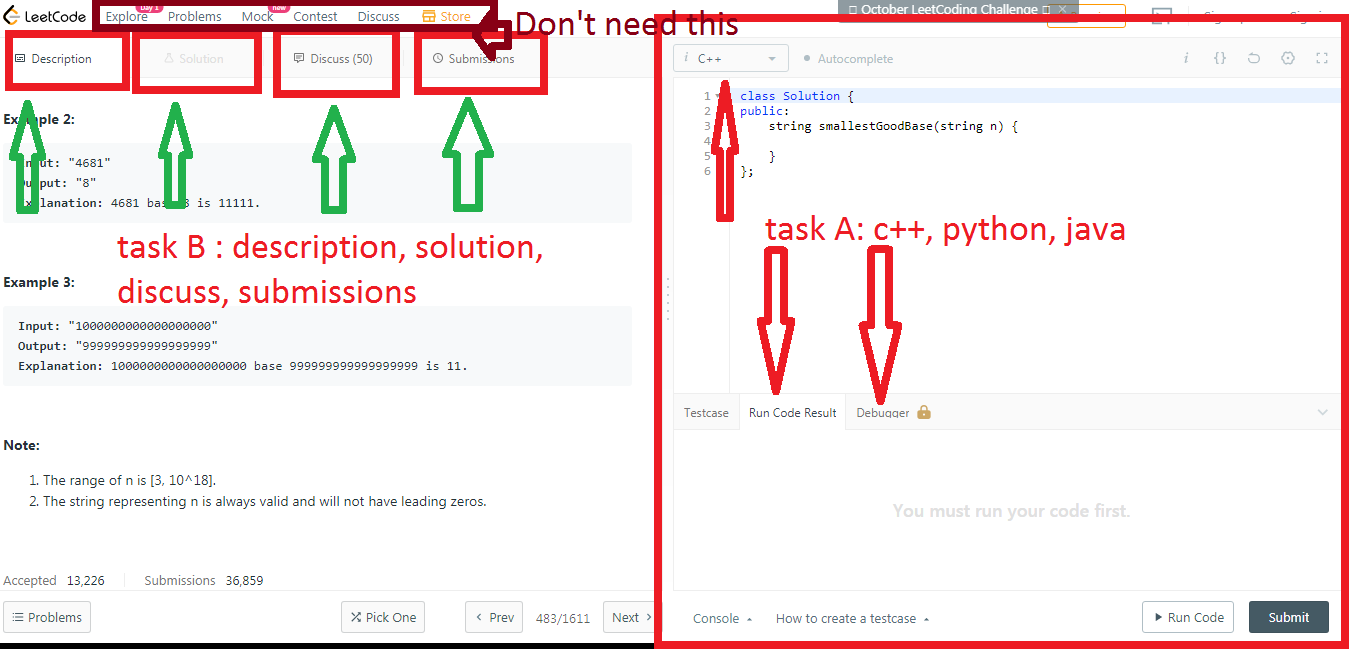 LeetCode
Explore Day 1 Problems Mock new Contest Discuss Store
Don't need this
October LeetCoding Challenge
Description Solution Discuss (50) Submissions
Example 2:
Input: "4681"
Output: "8"
Explanation: 4681 base 8 is 11111.
task B : description, solution,
discuss, submissions
Example 3:
Input: "1000000000000000000"
Output: "999999999999999999"
Explanation: 1000000000000000000 base 999999999999999999 is 11.
Note:
1. The range of n is [3, 10^18].
2. The string representing n is always valid and will not have leading zeros.
Accepted 13,226 Submissions 36,859
Problems Pick One Prev 483/1611 Next
i C++ Autocomplete i {}
1 class Solution {
2 public:
3 string smallestGoodBase(string n) {
4
5 }
6 };
task A: c++, python, java
Testcase Run Code Result Debugger
You must run your code first.
Console How to create a testcase Run Code Submit